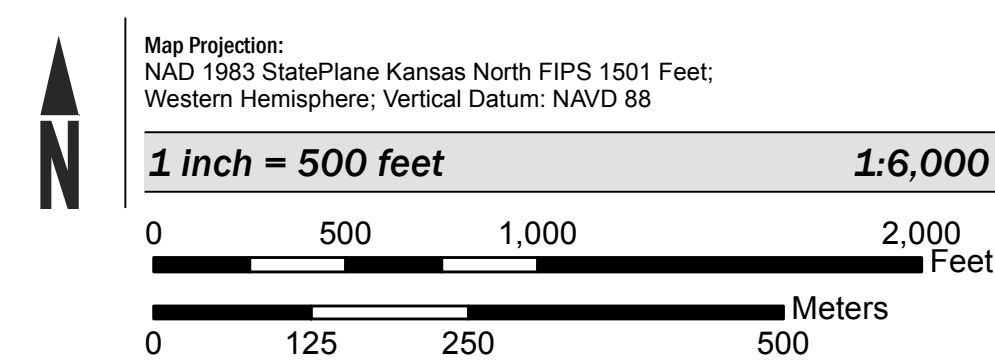 N
Map Projection:
NAD 1983 StatePlane Kansas North FIPS 1501 Feet;
Western Hemisphere; Vertical Datum: NAVD 88
1 inch = 500 feet 1:6,000
0 500 1,000 2,000
Feet
Meters
0 125 250 500